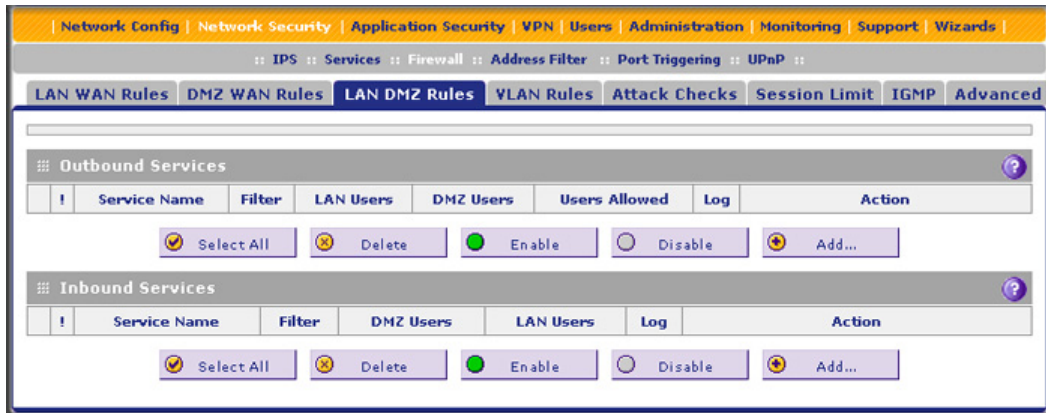 | Network Config | Network Security | Application Security | VPN | Users | Administration | Monitoring | Support | Wizards |
:: IPS :: Services :: Firewall :: Address Filter :: Port Triggering :: UPnP ::
LAN WAN Rules DMZ WAN Rules LAN DMZ Rules VLAN Rules Attack Checks Session Limit IGMP Advanced
Outbound Services ?
! Service Name Filter LAN Users DMZ Users Users Allowed Log Action
Select All Delete Enable Disable Add...
Inbound Services ?
! Service Name Filter DMZ Users LAN Users Log Action
Select All Delete Enable Disable Add...